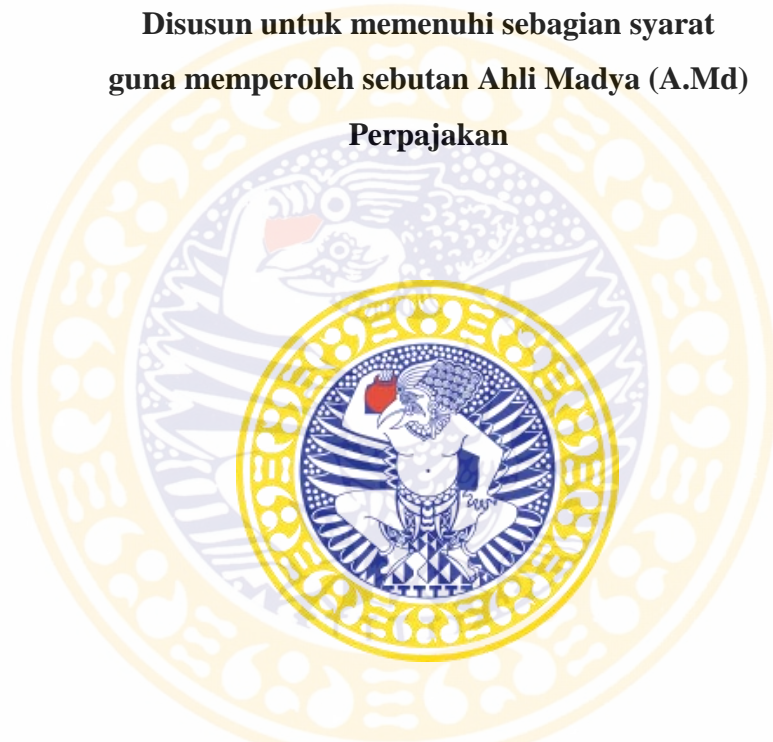 Disusun untuk memenuhi sebagian syarat
guna memperoleh sebutan Ahli Madya (A.Md)
Perpajakan